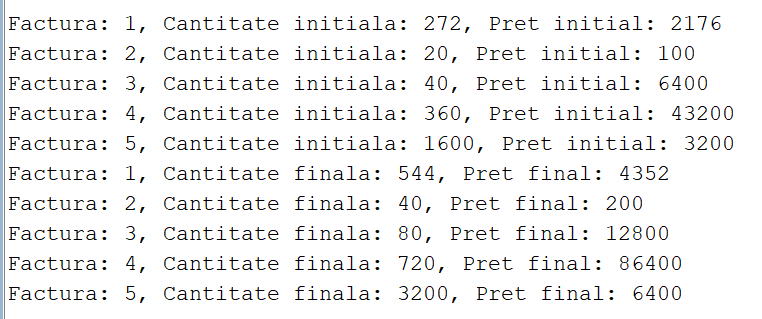 Factura: 1, Cantitate initiala: 272, Pret initial: 2176
Factura: 2, Cantitate initiala: 20, Pret initial: 100
Factura: 3, Cantitate initiala: 40, Pret initial: 6400
Factura: 4, Cantitate initiala: 360, Pret initial: 43200
Factura: 5, Cantitate initiala: 1600, Pret initial: 3200
Factura: 1, Cantitate finala: 544, Pret final: 4352
Factura: 2, Cantitate finala: 40, Pret final: 200
Factura: 3, Cantitate finala: 80, Pret final: 12800
Factura: 4, Cantitate finala: 720, Pret final: 86400
Factura: 5, Cantitate finala: 3200, Pret final: 6400